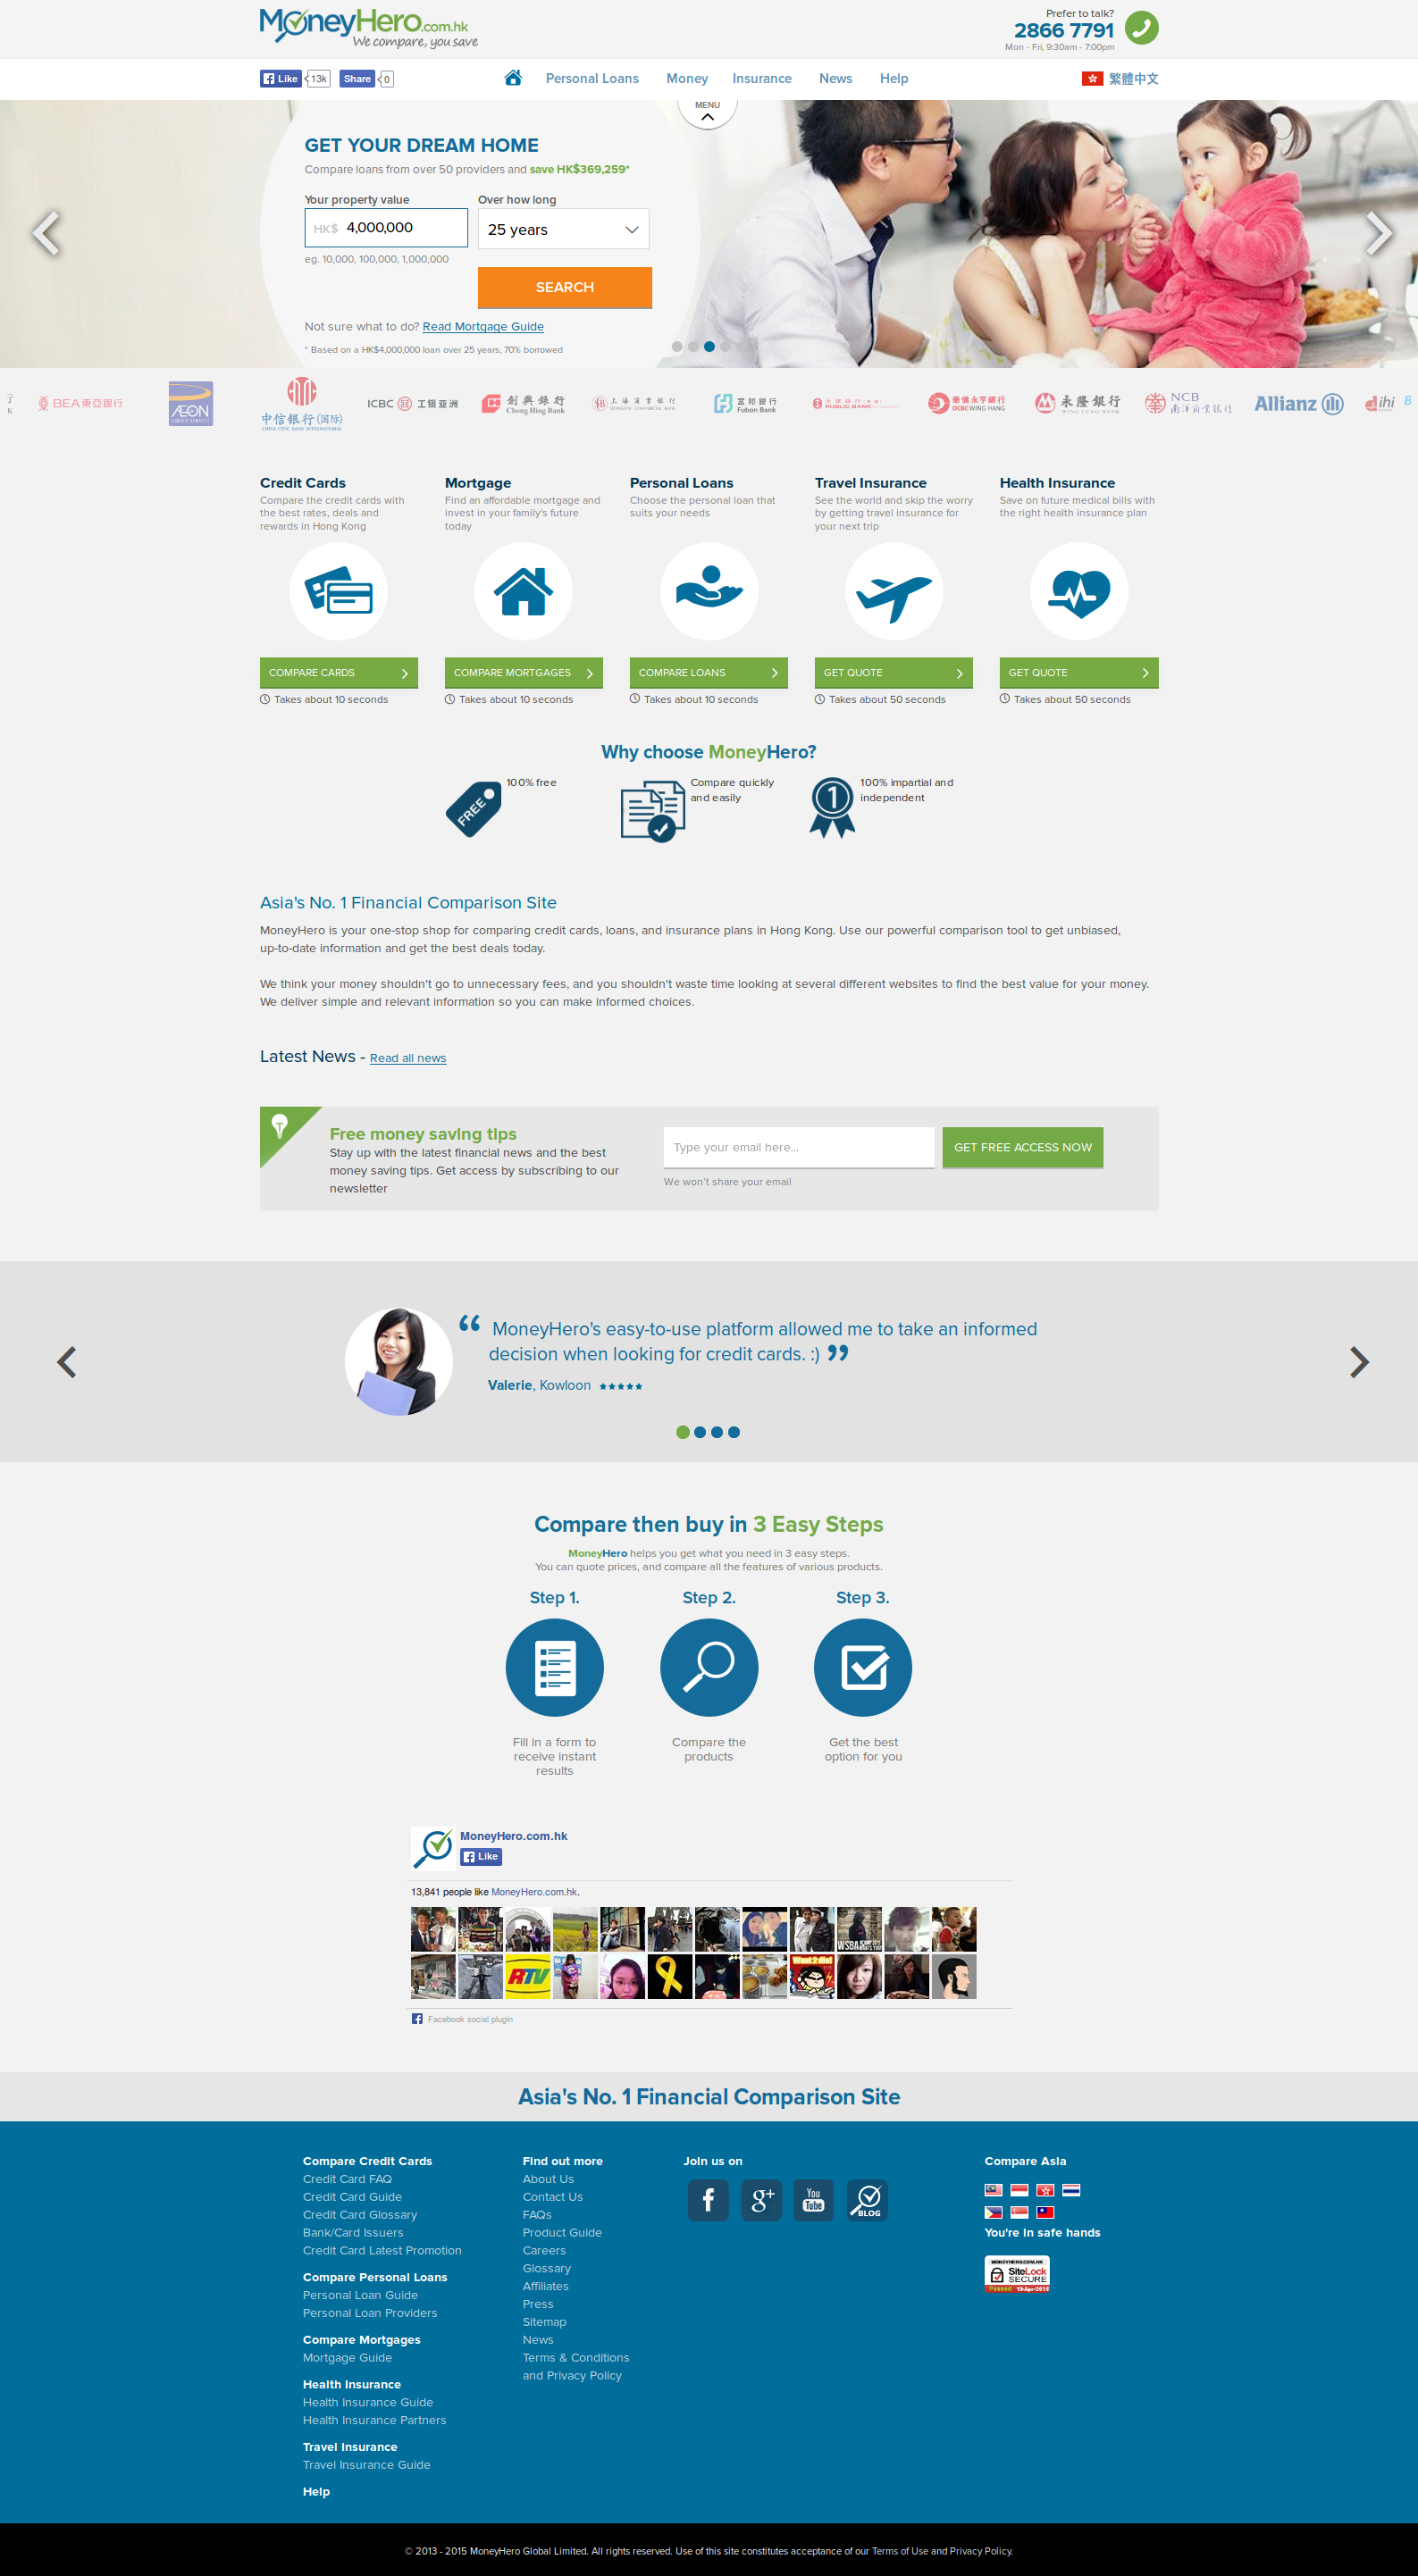 MoneyHero.com.hk
We compare, you save
Prefer to talk?
2866 7791
Mon - Fri, 9:30am - 7:00pm
Like 13k Share 0
Personal Loans Money Insurance News Help
繁體中文
MENU
GET YOUR DREAM HOME
Compare loans from over 50 providers and save HK$369,259*
Your property value Over how long
HK$ 4,000,000 25 years
eg. 10,000, 100,000, 1,000,000
SEARCH
Not sure what to do? Read Mortgage Guide
* Based on a HK$4,000,000 loan over 25 years, 70% borrowed
BEA東亞銀行
ÆON
CREDIT SERVICE
中信銀行(国际)
CHINA CITIC BANK INTERNATIONAL
ICBC 工銀亞洲
創興銀行
Chong Hing Bank
上海商業銀行
SHANGHAI COMMERCIAL BANK
富邦銀行
Fubon Bank
PUBLIC BANK
華僑永亨銀行
OCBC WING HANG
永隆銀行
WING LUNG BANK
NCB
南洋商業銀行
Allianz
dihi
Credit Cards
Compare the credit cards with
the best rates, deals and
rewards in Hong Kong
COMPARE CARDS
Takes about 10 seconds
Mortgage
Find an affordable mortgage and
invest in your family's future
today
COMPARE MORTGAGES
Takes about 10 seconds
Personal Loans
Choose the personal loan that
suits your needs
COMPARE LOANS
Takes about 10 seconds
Travel Insurance
See the world and skip the worry
by getting travel insurance for
your next trip
GET QUOTE
Takes about 50 seconds
Health Insurance
Save on future medical bills with
the right health insurance plan
GET QUOTE
Takes about 50 seconds
Why choose MoneyHero?
FREE
100% free
Compare quickly
and easily
1
100% impartial and
independent
Asia's No. 1 Financial Comparison Site
MoneyHero is your one-stop shop for comparing credit cards, loans, and insurance plans in Hong Kong. Use our powerful comparison tool to get unbiased,
up-to-date information and get the best deals today.
We think your money shouldn't go to unnecessary fees, and you shouldn't waste time looking at several different websites to find the best value for your money.
We deliver simple and relevant information so you can make informed choices.
Latest News - Read all news
Free money saving tips
Stay up with the latest financial news and the best
money saving tips. Get access by subscribing to our
newsletter
Type your email here...
GET FREE ACCESS NOW
We won't share your email
“ MoneyHero's easy-to-use platform allowed me to take an informed
decision when looking for credit cards. :) ”
Valerie, Kowloon ★★★★★
Compare then buy in 3 Easy Steps
MoneyHero helps you get what you need in 3 easy steps.
You can quote prices, and compare all the features of various products.
Step 1. Step 2. Step 3.
Fill in a form to
receive instant
results
Compare the
products
Get the best
option for you
MoneyHero.com.hk
Like
13,841 people like MoneyHero.com.hk.
WSBA
RTV
Want 2 die!
Facebook social plugin
Asia's No. 1 Financial Comparison Site
Compare Credit Cards
Credit Card FAQ
Credit Card Guide
Credit Card Glossary
Bank/Card Issuers
Credit Card Latest Promotion
Compare Personal Loans
Personal Loan Guide
Personal Loan Providers
Compare Mortgages
Mortgage Guide
Health Insurance
Health Insurance Guide
Health Insurance Partners
Travel Insurance
Travel Insurance Guide
Help
Find out more
About Us
Contact Us
FAQs
Product Guide
Careers
Glossary
Affiliates
Press
Sitemap
News
Terms & Conditions
and Privacy Policy
Join us on
f
g+
You
Tube
BLOG
Compare Asia
You're in safe hands
MONEYHERO.COM.HK
SiteLock
SECURE
Passed 19-Apr-2015
© 2013 - 2015 MoneyHero Global Limited. All rights reserved. Use of this site constitutes acceptance of our Terms of Use and Privacy Policy.